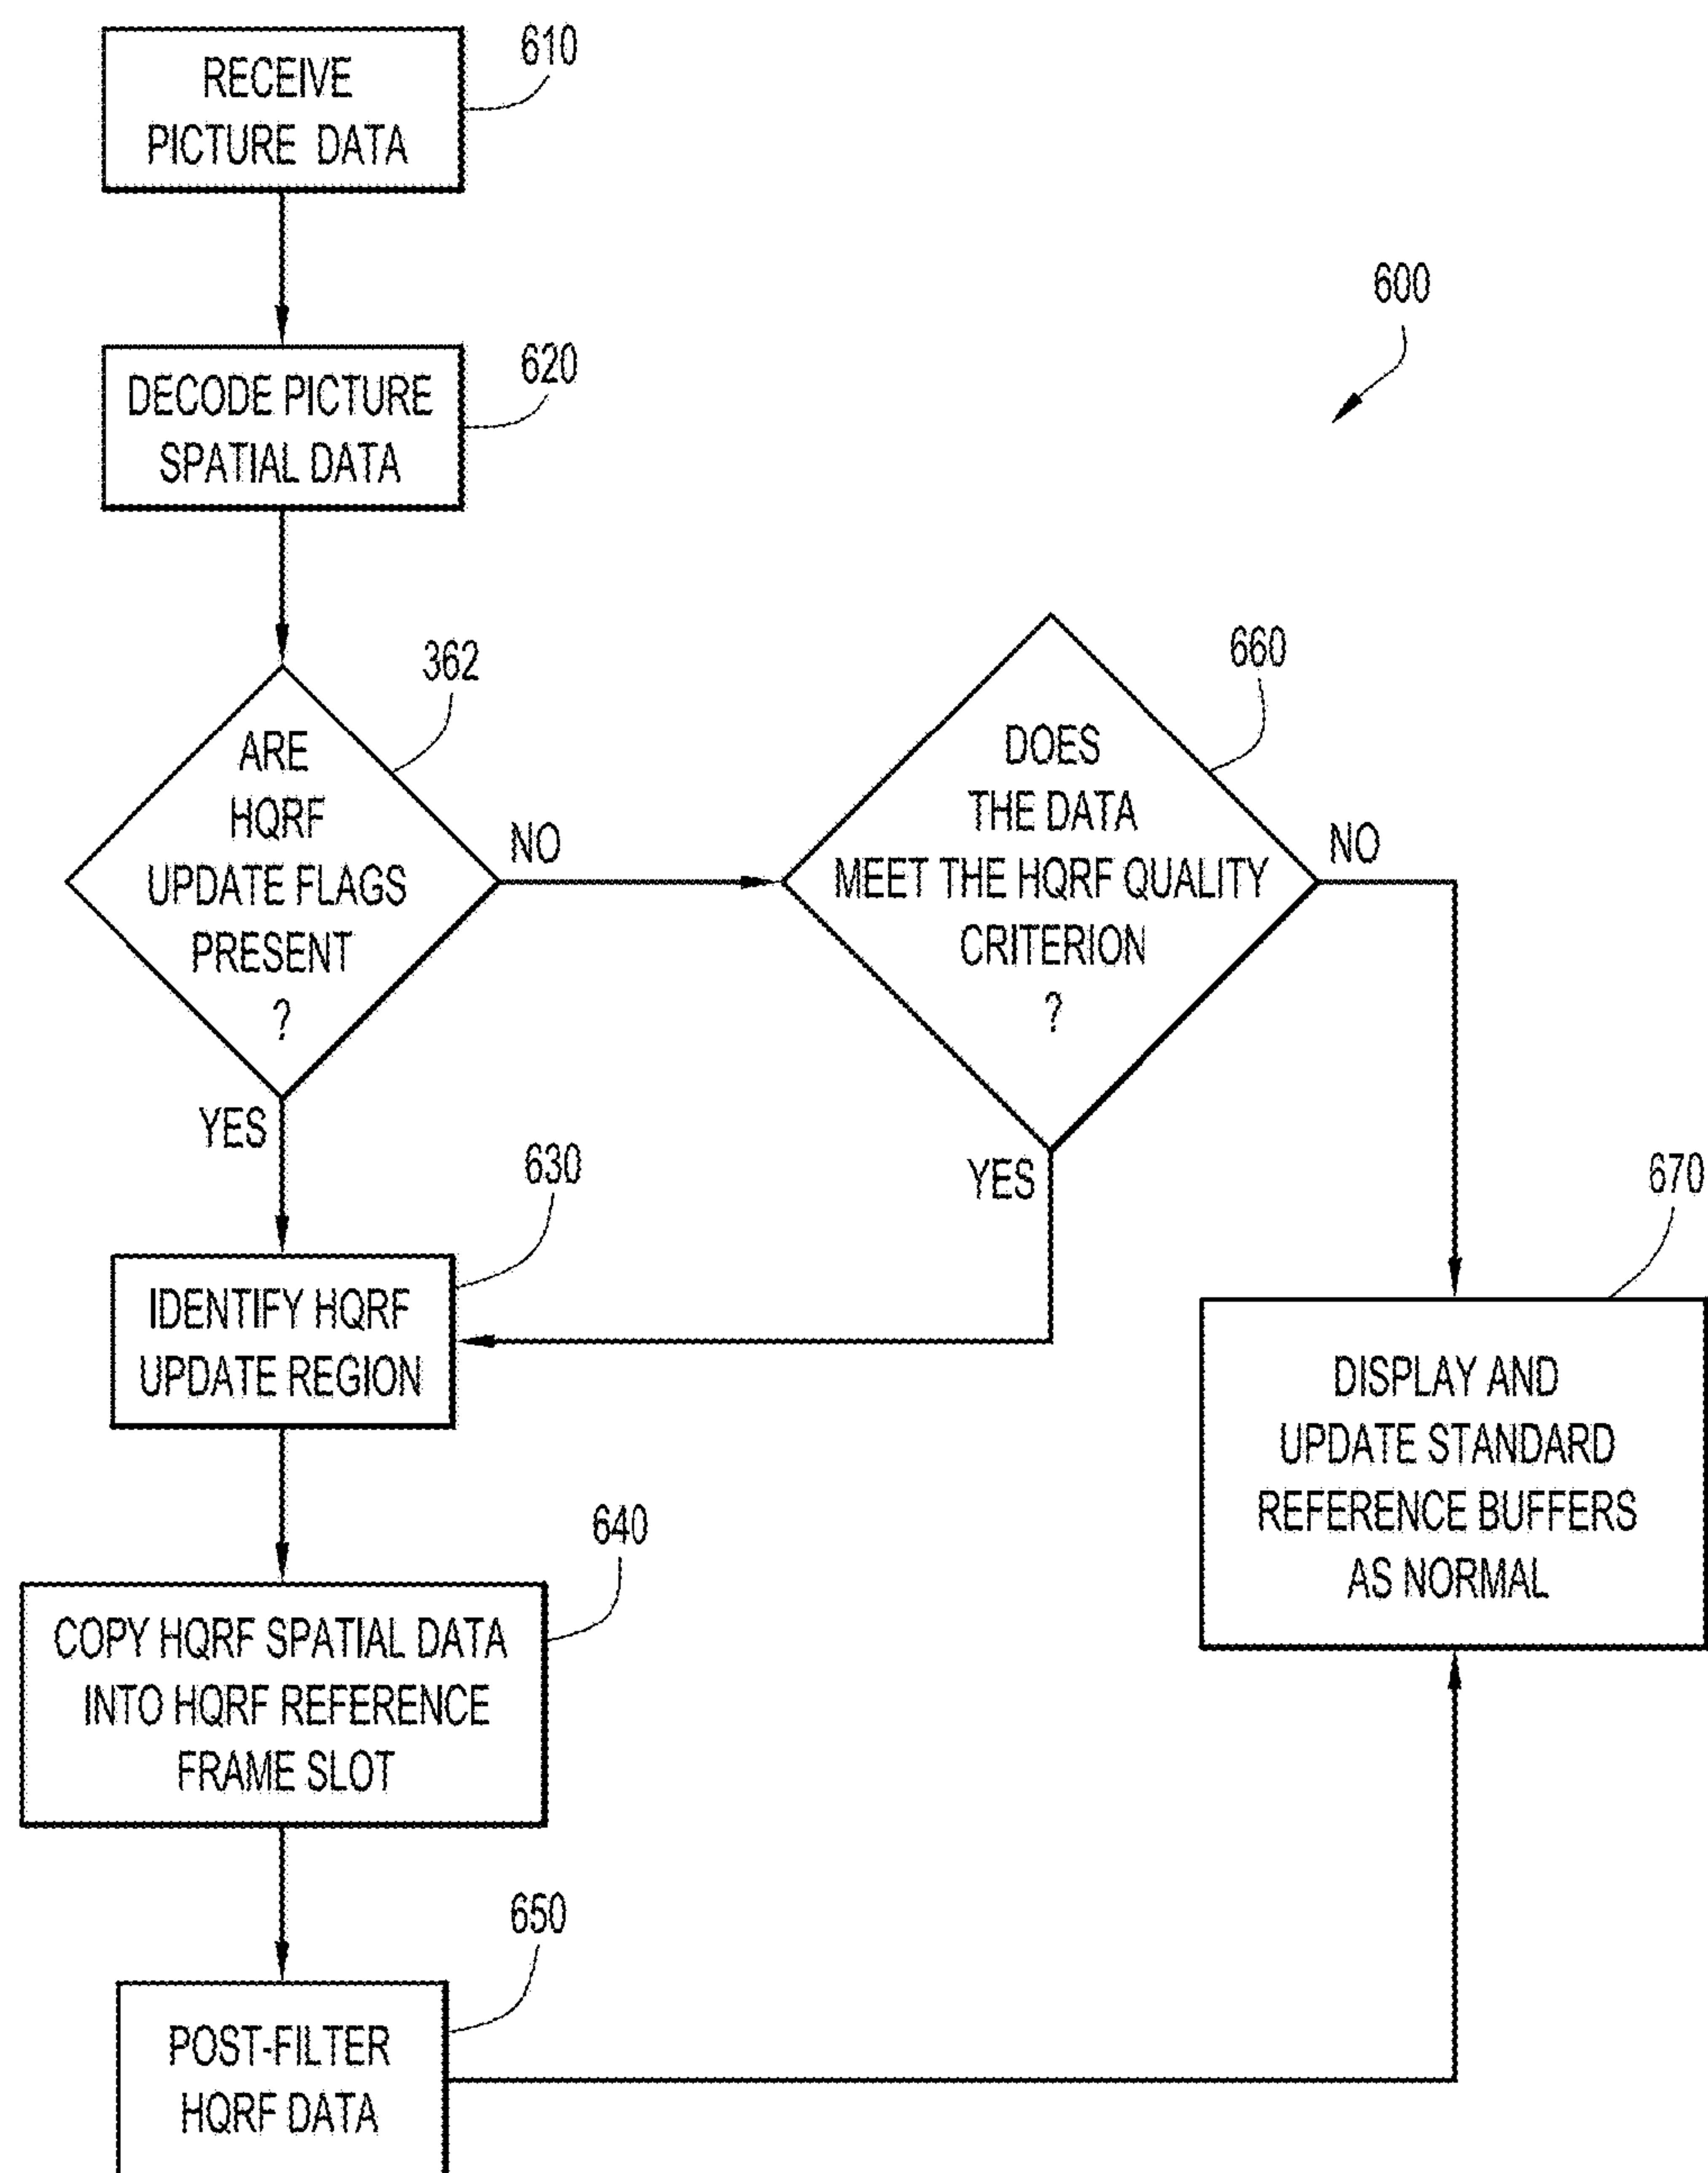 610
RECEIVE
PICTURE DATA
600
620
DECODE PICTURE
SPATIAL DATA
362
ARE
HQRF
UPDATE FLAGS
PRESENT
?
NO
YES
660
DOES
THE DATA
MEET THE HQRF QUALITY
CRITERION
?
NO
YES
630
IDENTIFY HQRF
UPDATE REGION
670
DISPLAY AND
UPDATE STANDARD
REFERENCE BUFFERS
AS NORMAL
640
COPY HQRF SPATIAL DATA
INTO HQRF REFERENCE
FRAME SLOT
650
POST-FILTER
HQRF DATA